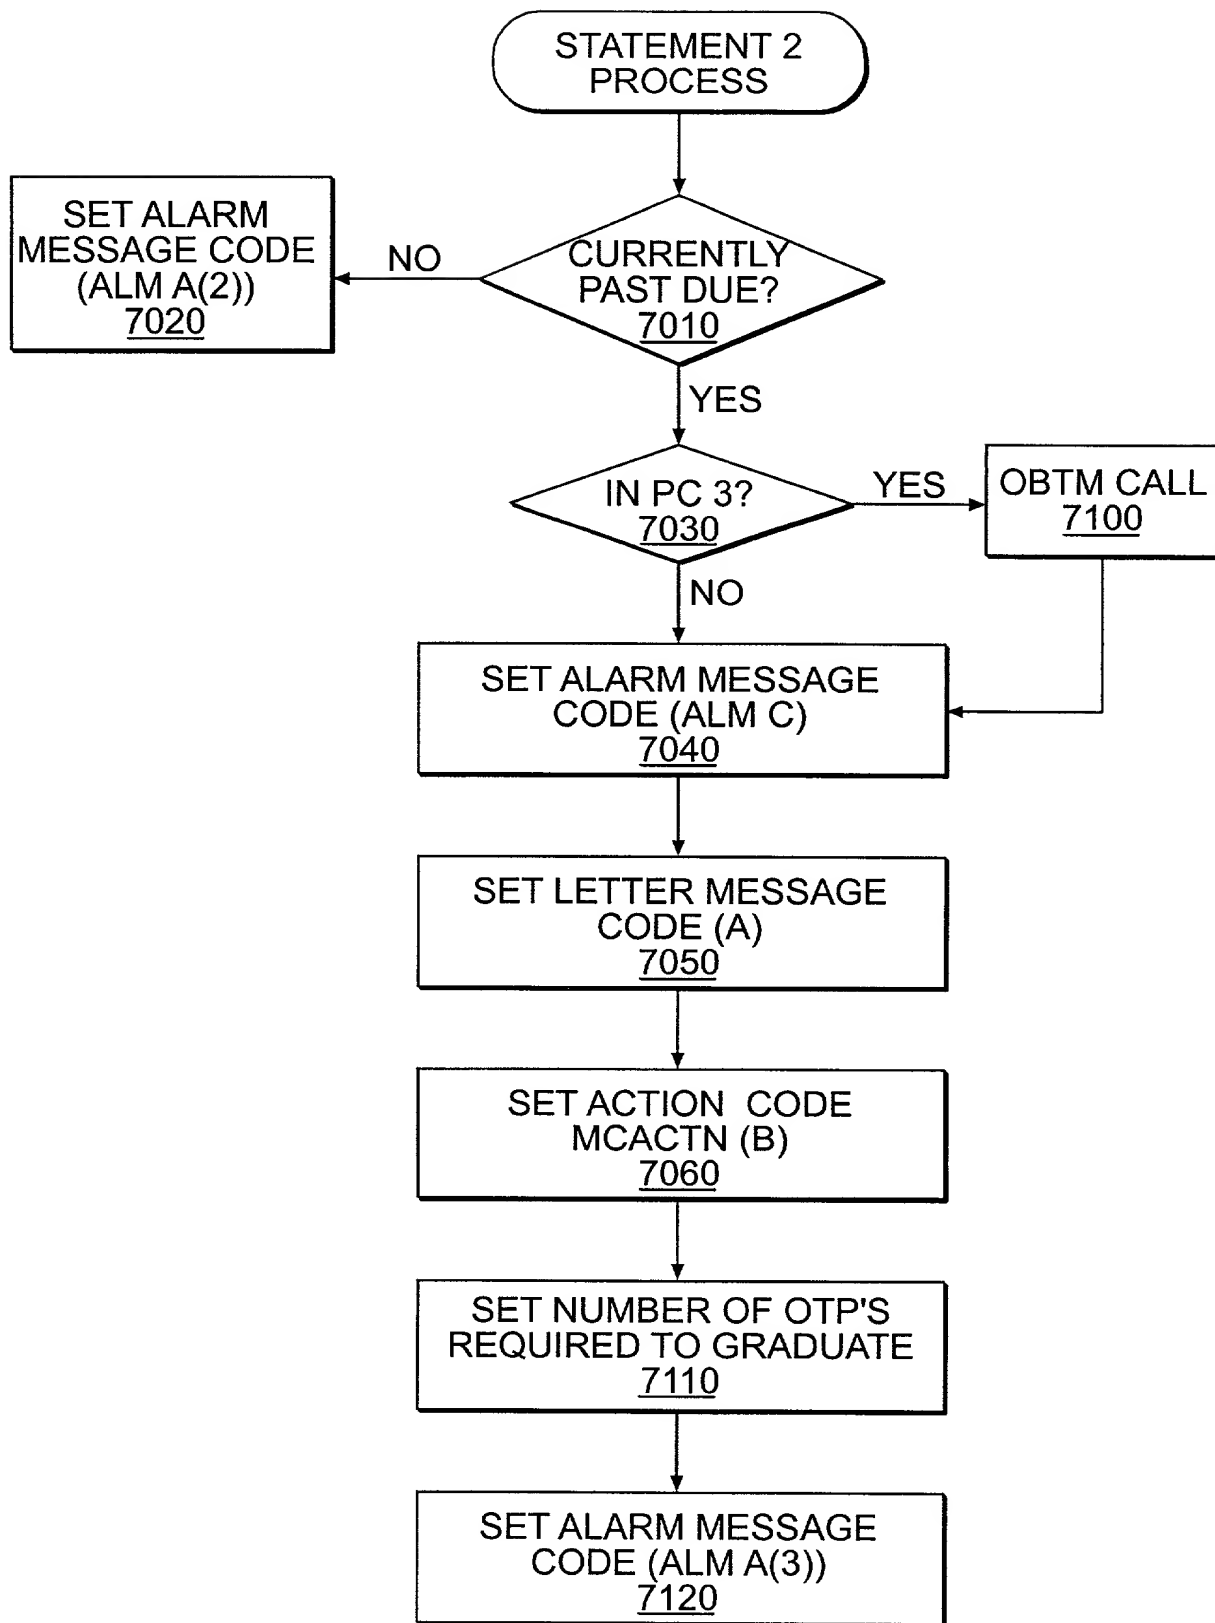 STATEMENT 2
PROCESS
SET ALARM
MESSAGE CODE
(ALM A(2))
7020
NO
CURRENTLY
PAST DUE?
7010
YES
IN PC 3?
7030
YES
OBTM CALL
7100
NO
SET ALARM MESSAGE
CODE (ALM C)
7040
SET LETTER MESSAGE
CODE (A)
7050
SET ACTION CODE
MCACTN (B)
7060
SET NUMBER OF OTP'S
REQUIRED TO GRADUATE
7110
SET ALARM MESSAGE
CODE (ALM A(3))
7120